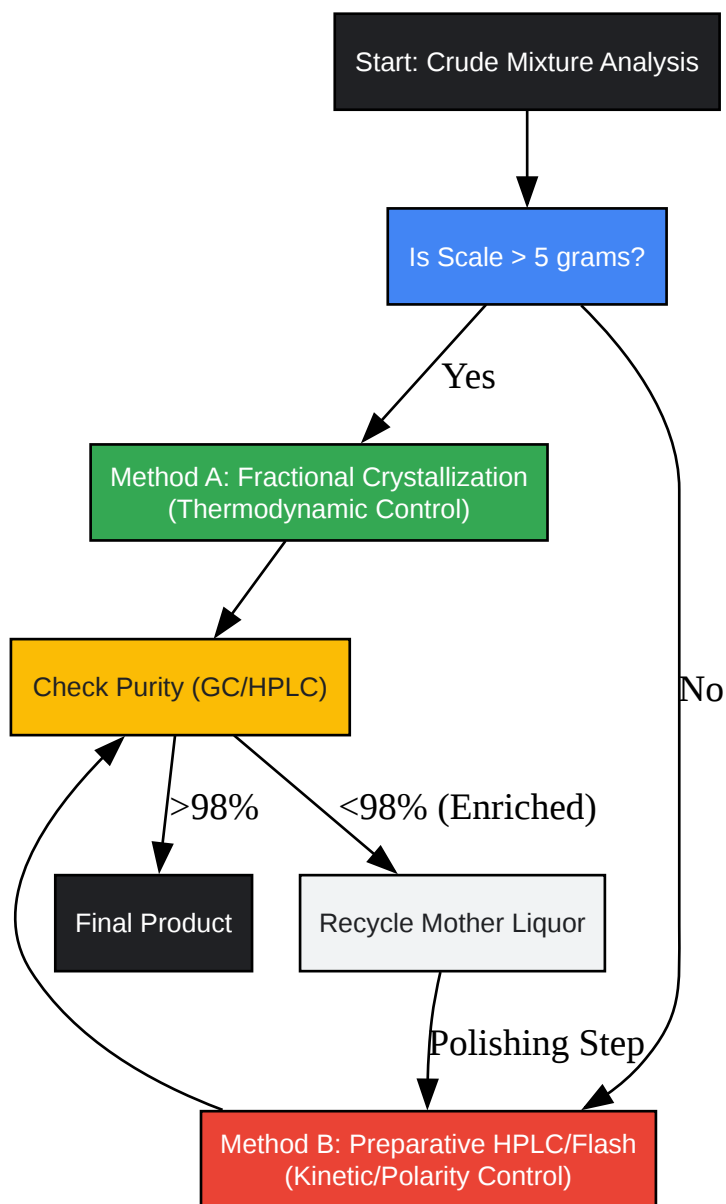 Start: Crude Mixture Analysis
Is Scale > 5 grams?
Yes
Method A: Fractional Crystallization
(Thermodynamic Control)
Check Purity (GC/HPLC)
No
>98%
<98% (Enriched)
Final Product
Recycle Mother Liquor
Polishing Step
Method B: Preparative HPLC/Flash
(Kinetic/Polarity Control)